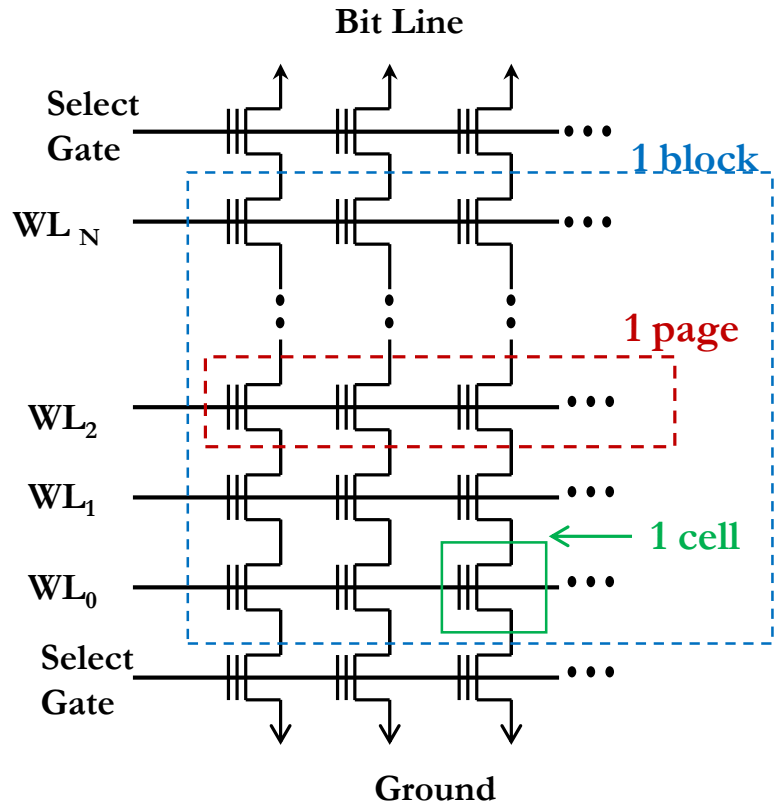 Bit Line
Select
Gate
1 block
WL N
1 page
WL2
WL1
1 cell
WL0
Select
Gate
Ground